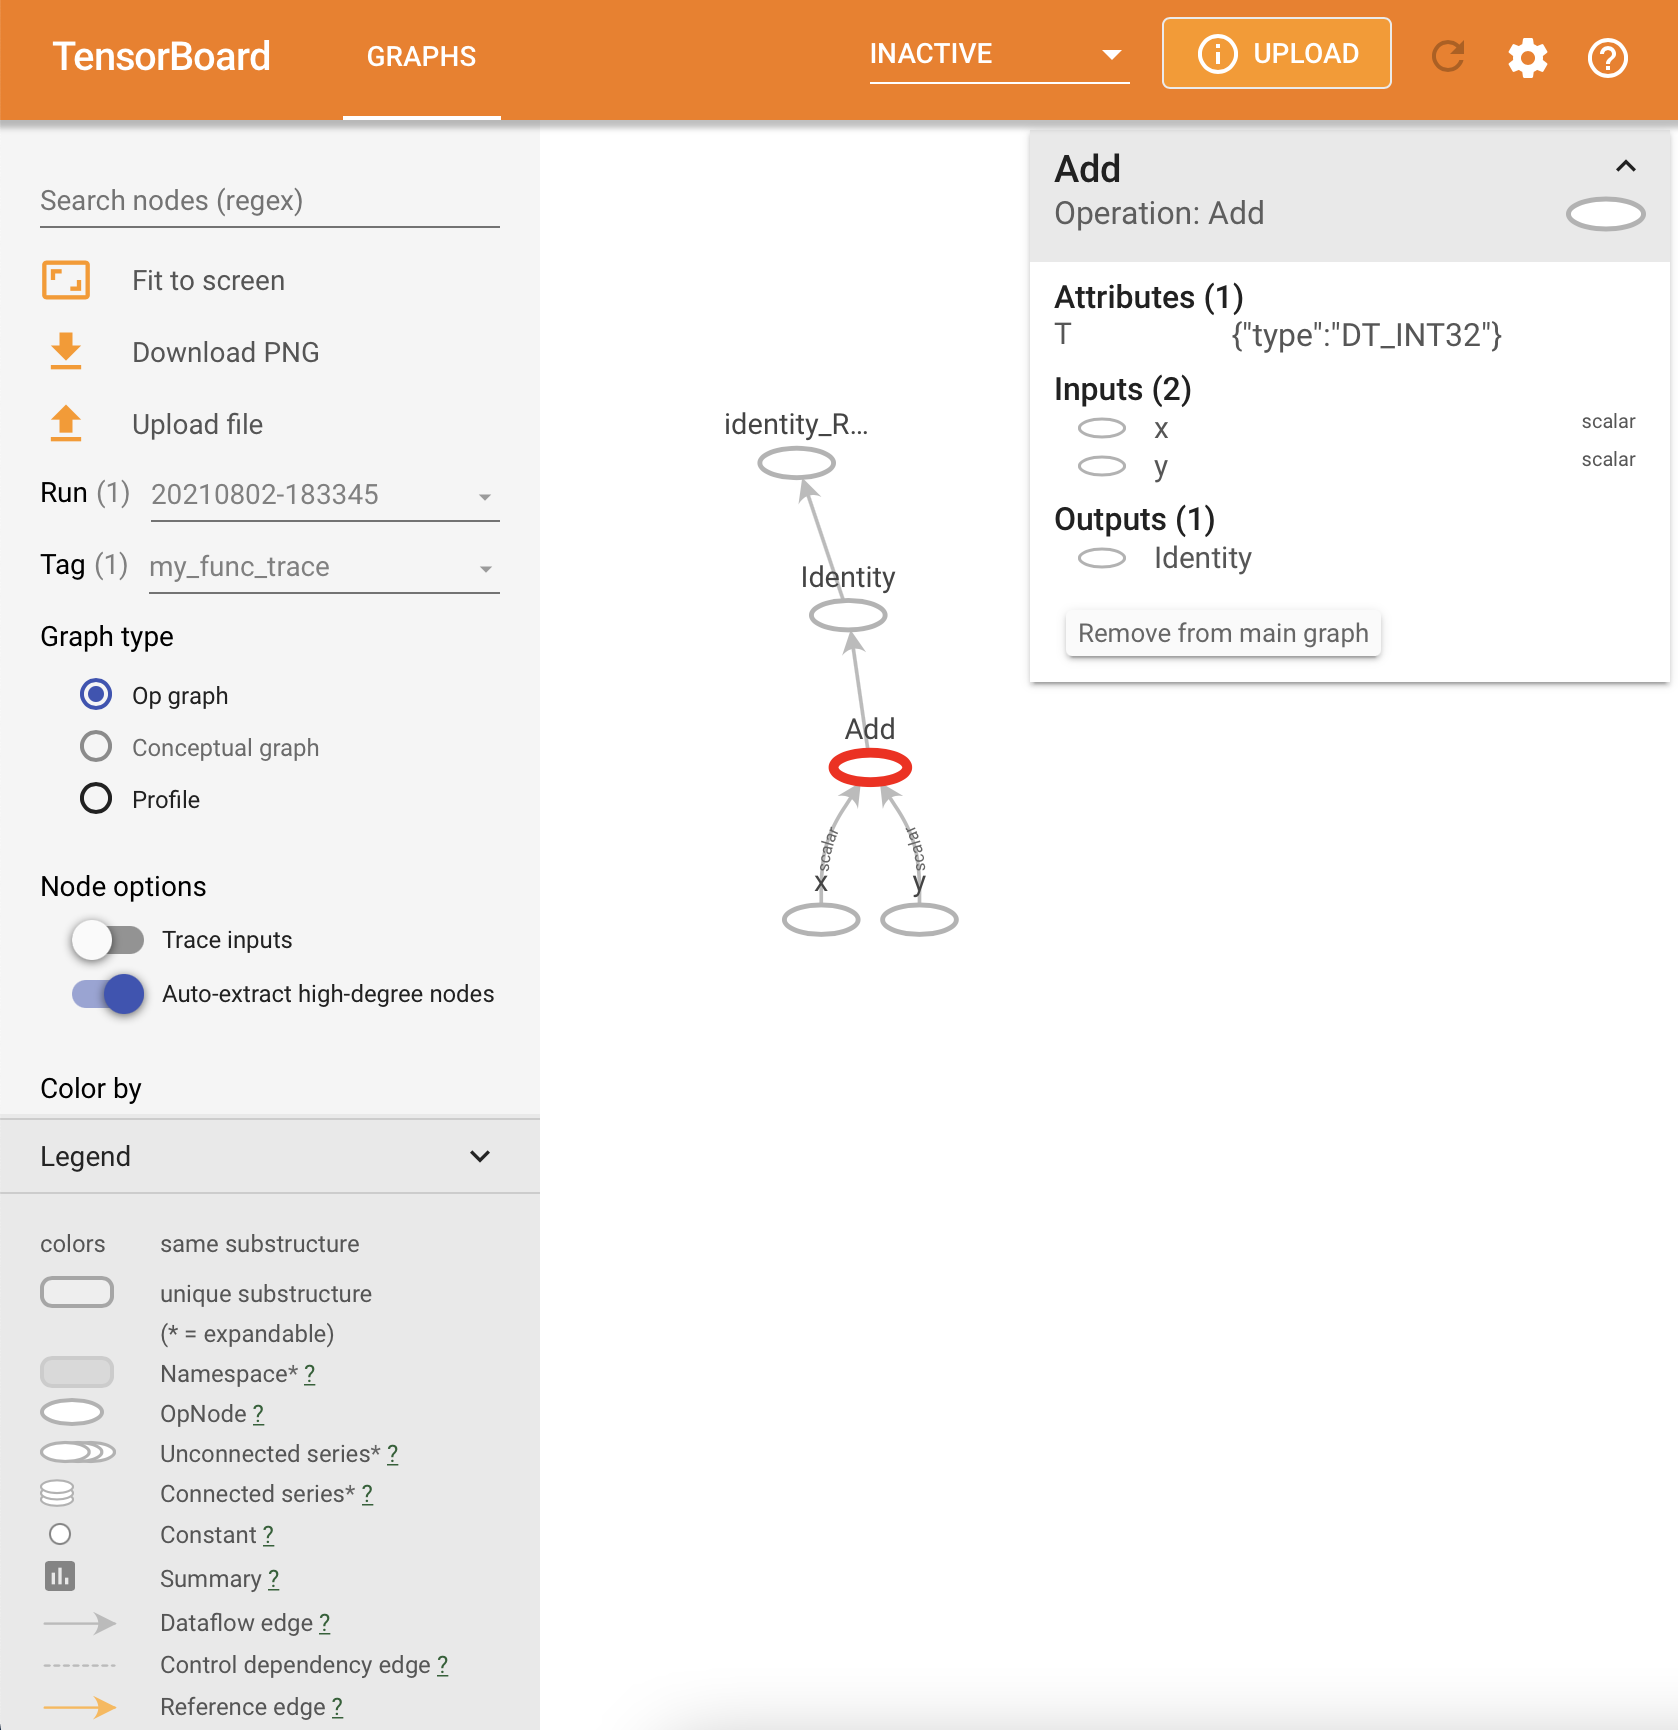 TensorBoard
GRAPHS
INACTIVE
UPLOAD
Search nodes (regex)
Fit to screen
Download PNG
Upload file
Run (1) 20210802-183345
Tag (1) my_func_trace
Graph type
Op graph
Conceptual graph
Profile
Node options
Trace inputs
Auto-extract high-degree nodes
Color by
Legend
colors same substructure
unique substructure
(* = expandable)
Namespace* ?
OpNode ?
Unconnected series* ?
Connected series* ?
Constant ?
Summary ?
Dataflow edge ?
Control dependency edge ?
Reference edge ?
identity_R...
Identity
Add
scalar
scalar
x
y
Add
Operation: Add
Attributes (1)
T {"type":"DT_INT32"}
Inputs (2)
x scalar
y scalar
Outputs (1)
Identity
Remove from main graph